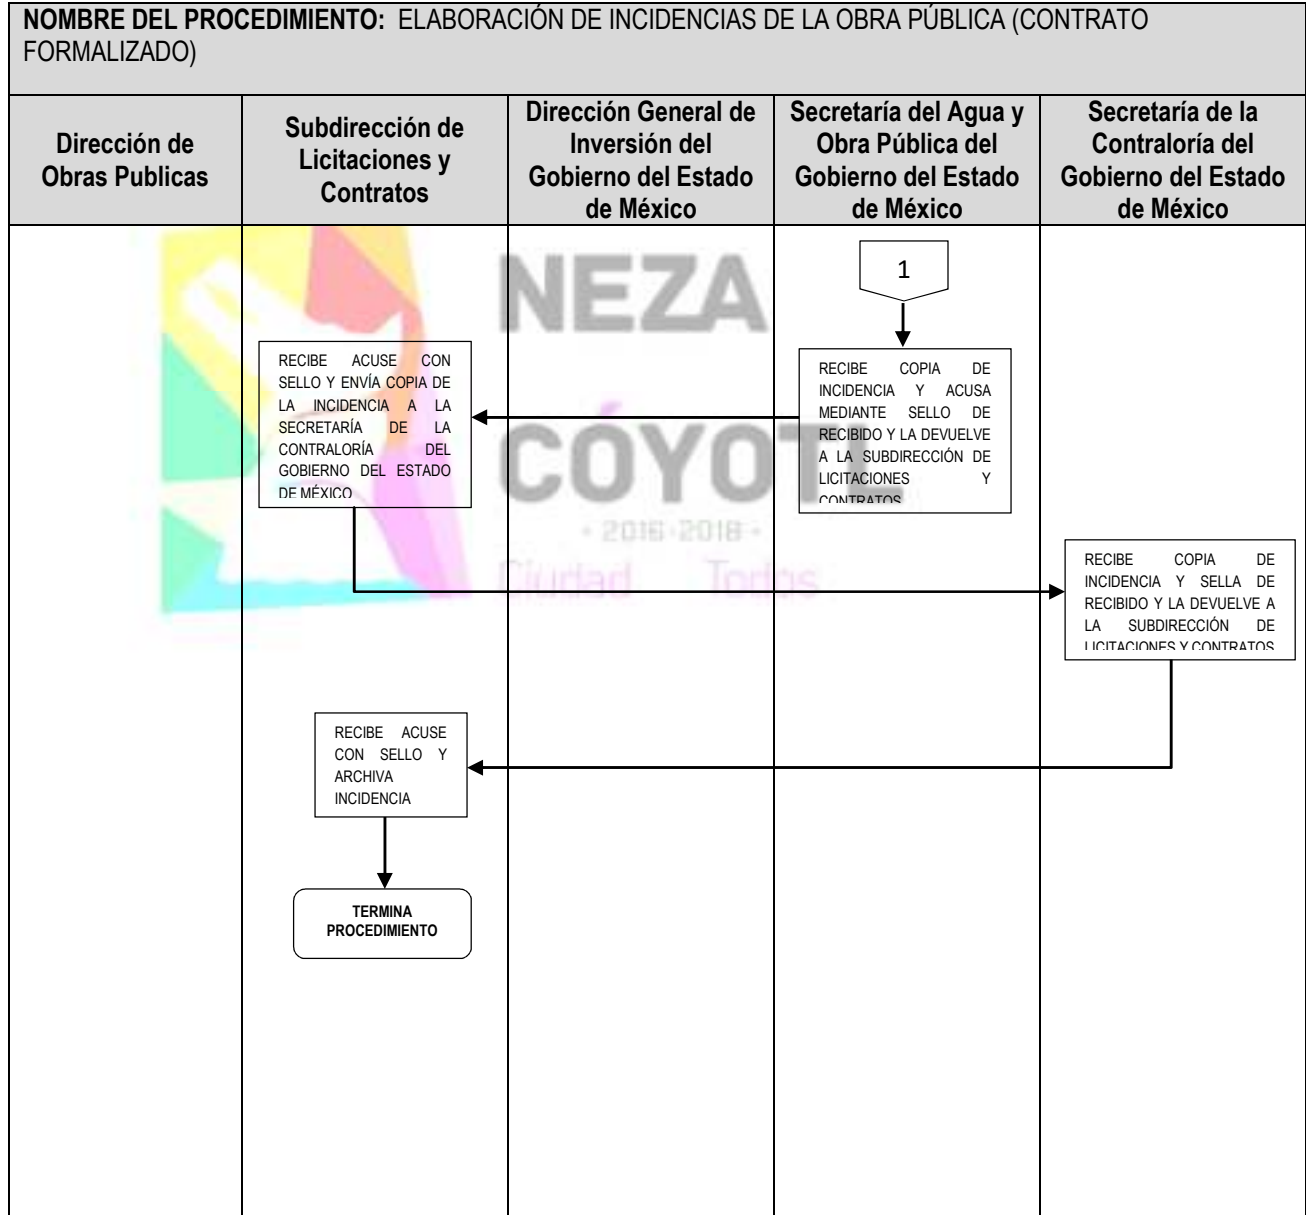 NOMBRE DEL PROCEDIMIENTO: ELABORACIÓN DE INCIDENCIAS DE LA OBRA PÚBLICA (CONTRATO
FORMALIZADO)
Dirección de
Obras Publicas
Subdirección de
Licitaciones y
Contratos
Dirección General de
Inversión del
Gobierno del Estado
de México
Secretaría del Agua y
Obra Pública del
Gobierno del Estado
de México
Secretaría de la
Contraloría del
Gobierno del Estado
de México
NEZA
CÓYOTL
• 2016-2018 •
Ciudad Todos
1
RECIBE COPIA DE
INCIDENCIA Y ACUSA
MEDIANTE SELLO DE
RECIBIDO Y LA DEVUELVE
A LA SUBDIRECCIÓN DE
LICITACIONES Y
CONTRATOS
RECIBE ACUSE CON
SELLO Y ENVÍA COPIA DE
LA INCIDENCIA A LA
SECRETARÍA DE LA
CONTRALORÍA DEL
GOBIERNO DEL ESTADO
DE MÉXICO
RECIBE COPIA DE
INCIDENCIA Y SELLA DE
RECIBIDO Y LA DEVUELVE A
LA SUBDIRECCIÓN DE
LICITACIONES Y CONTRATOS
RECIBE ACUSE
CON SELLO Y
ARCHIVA
INCIDENCIA
TERMINA
PROCEDIMIENTO